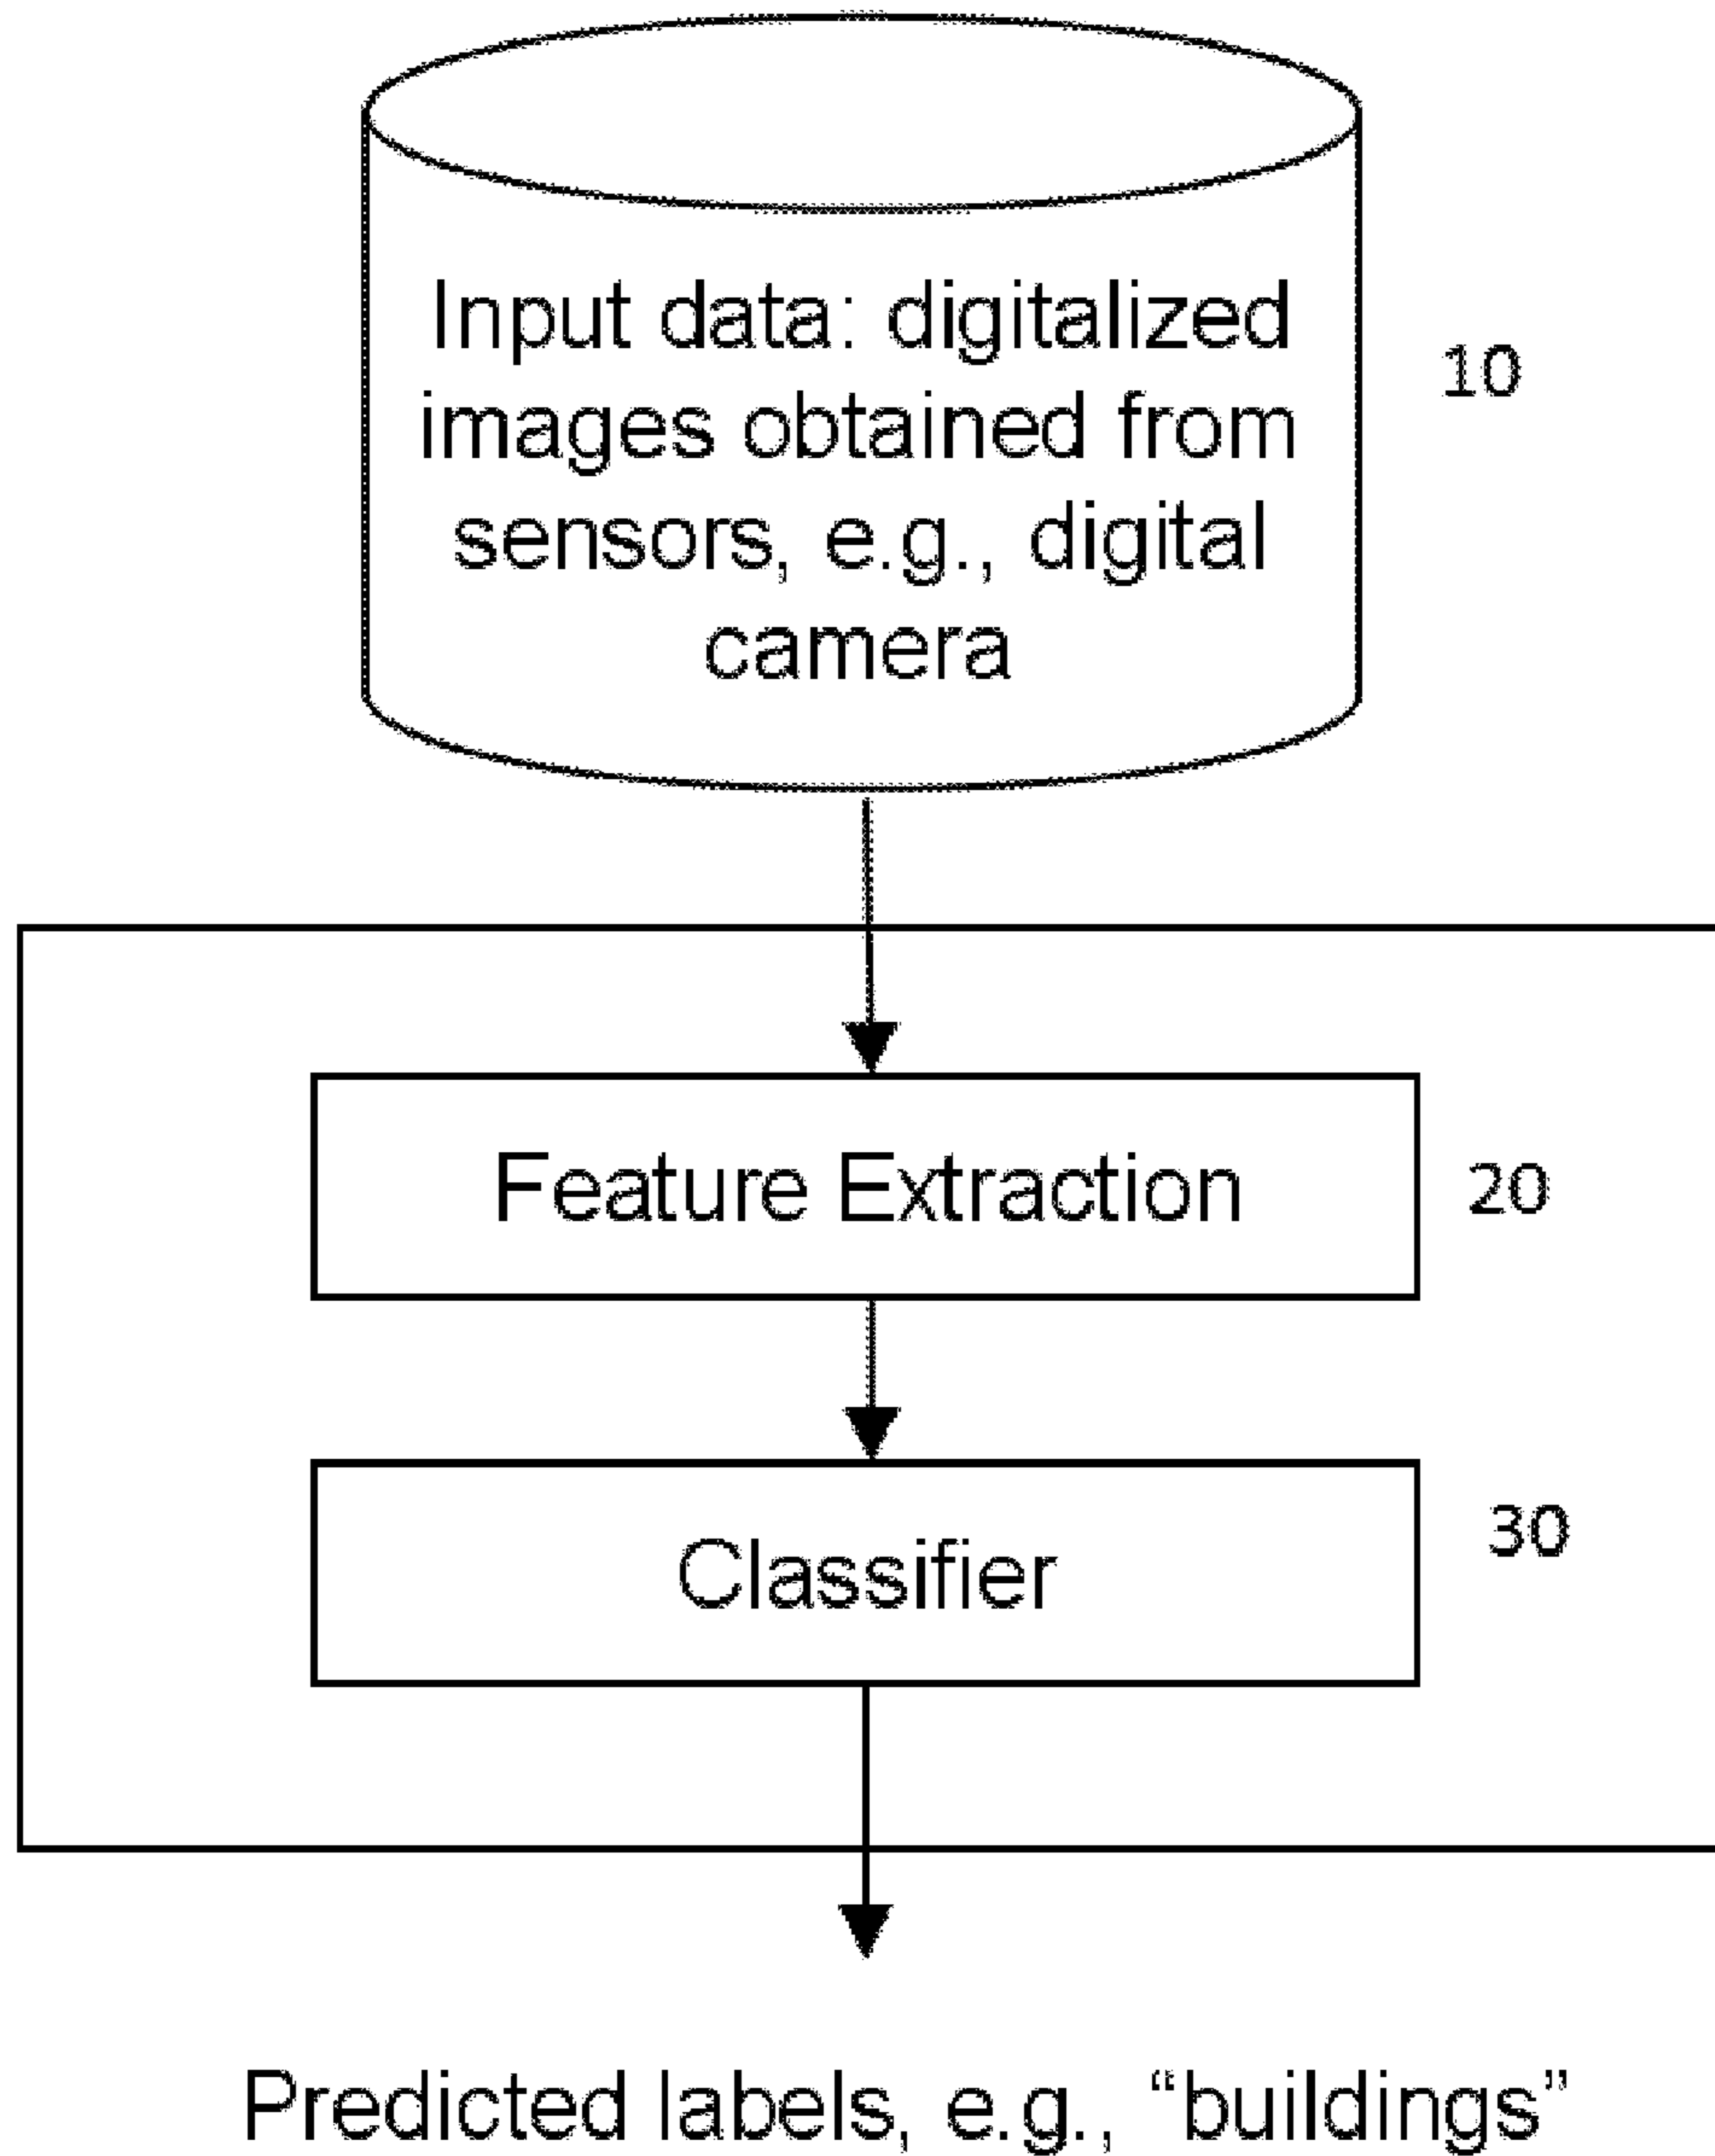 Input data: digitalized
images obtained from
sensors, e.g., digital
camera
10
Feature Extraction
20
Classifier
30
Predicted labels, e.g., “buildings”